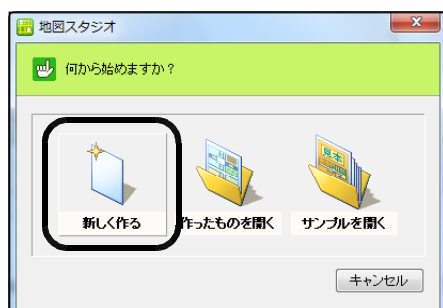 地図スタジオ
何から始めますか？
見本
新しく作る
作ったものを開く
サンプルを開く
キャンセル